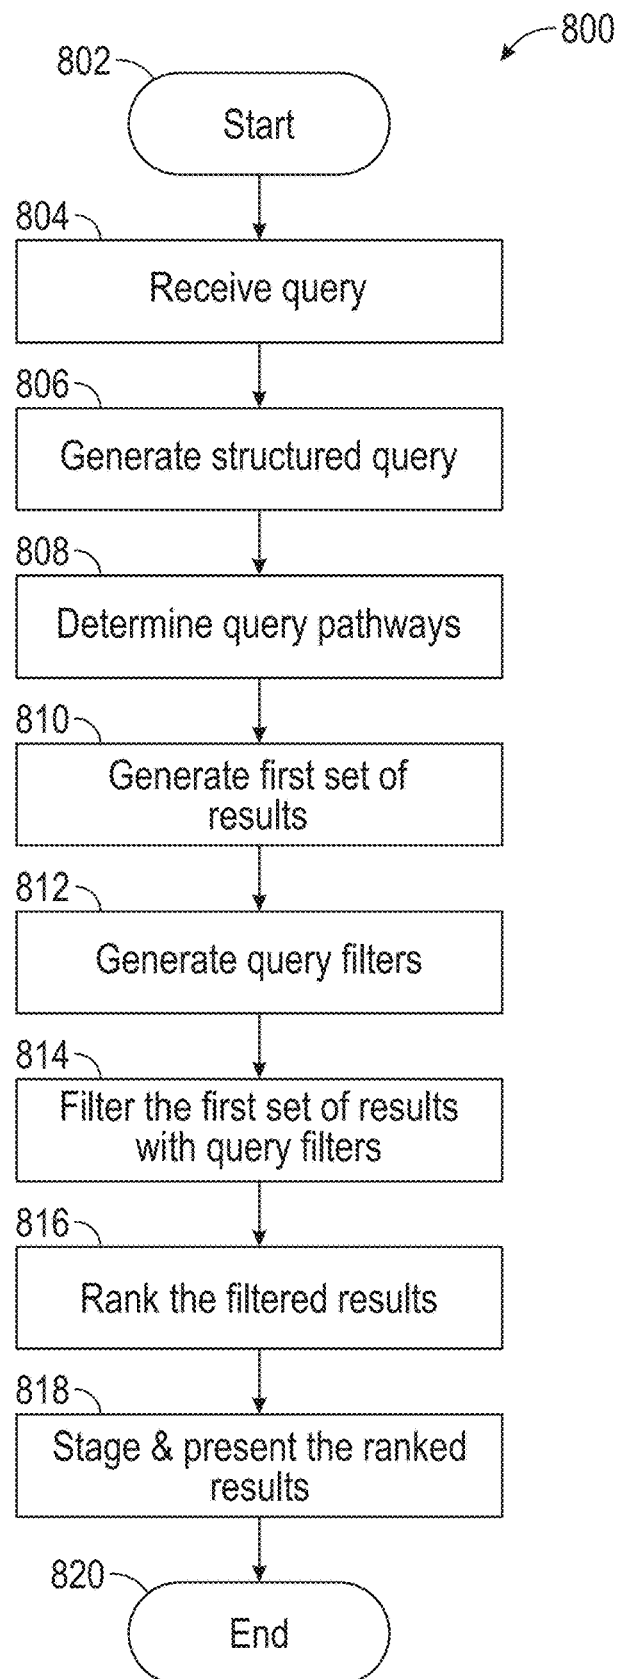 800
802
Start
804
Receive query
806
Generate structured query
808
Determine query pathways
810
Generate first set of
results
812
Generate query filters
814
Filter the first set of results
with query filters
816
Rank the filtered results
818
Stage & present the ranked
results
820
End